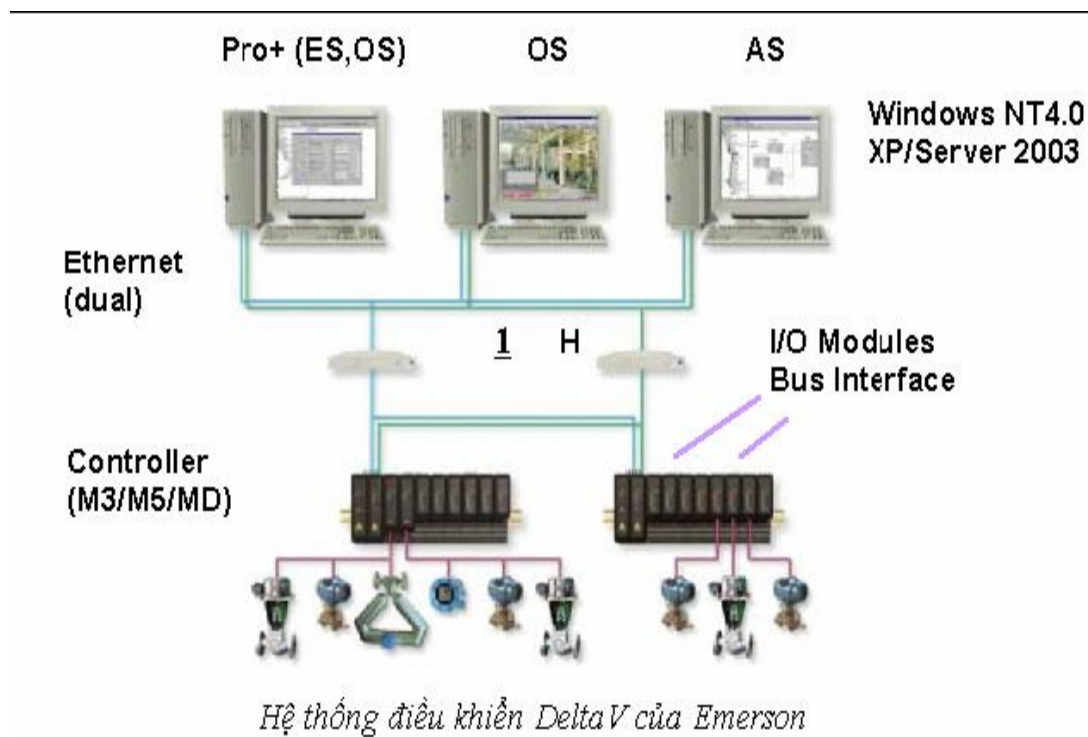 Pro+ (ES,OS) OS AS
Windows NT4.0
XP/Server 2003
Ethernet
(dual)
1 H
I/O Modules
Bus Interface
Controller
(M3/M5/MD)
Hệ thống điều khiển DeltaV của Emerson